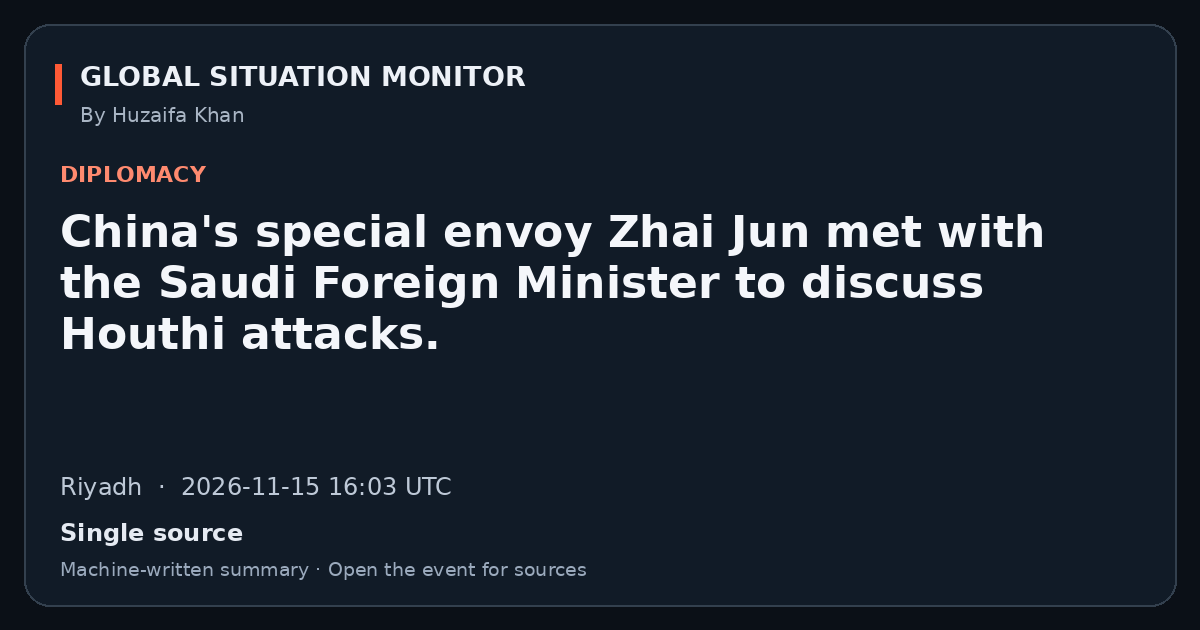 GLOBAL SITUATION MONITOR
By Huzaifa Khan
DIPLOMACY
China's special envoy Zhai Jun met with
the Saudi Foreign Minister to discuss
Houthi attacks.
Riyadh · 2026-11-15 16:03 UTC
Single source
Machine-written summary · Open the event for sources